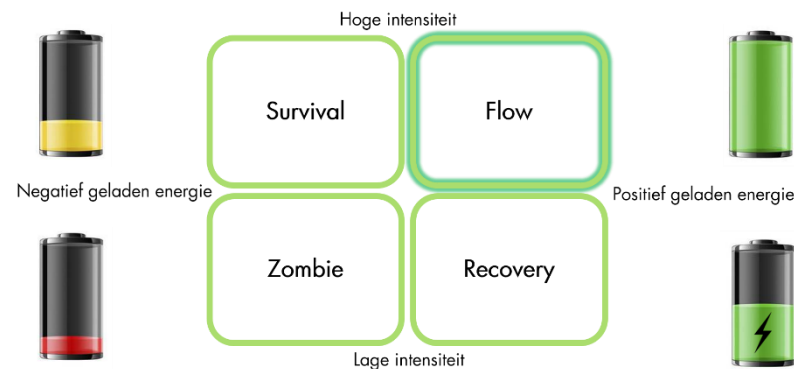 Hoge intensiteit
Survival
Flow
Negatief geladen energie
Positief geladen energie
Zombie
Recovery
Lage intensiteit